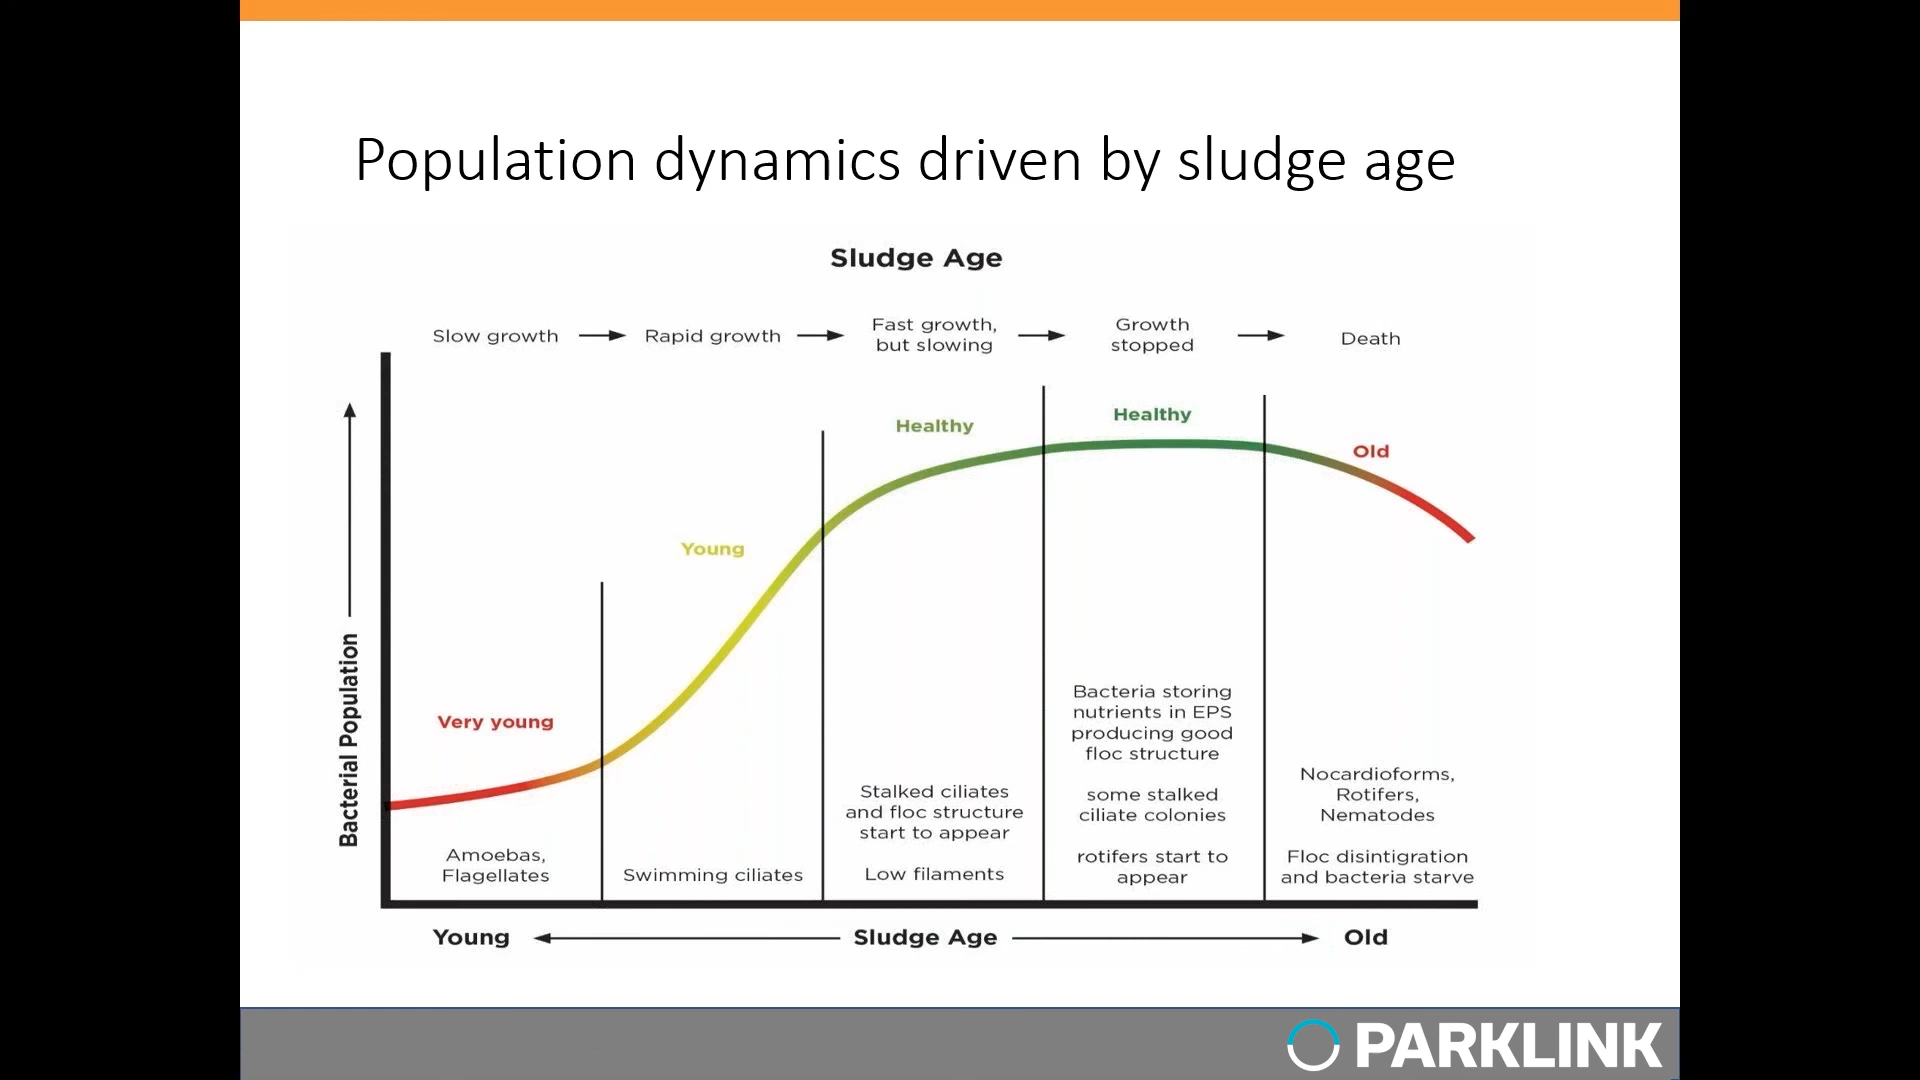 Population dynamics driven by sludge age
Sludge Age
Slow growth
Rapid growth
Fast growth,
but slowing
Growth
stopped
Death
Healthy
Healthy
Old
Young
Very young
Bacterial Population
Amoebas,
Flagellates
Swimming ciliates
Stalked ciliates
and floc structure
start to appear
Low filaments
Bacteria storing
nutrients in EPS
producing good
floc structure
some stalked
ciliate colonies
rotifers start to
appear
Nocardioforms,
Rotifers,
Nematodes
Floc disintigration
and bacteria starve
Young
Sludge Age
Old
PARKLINK